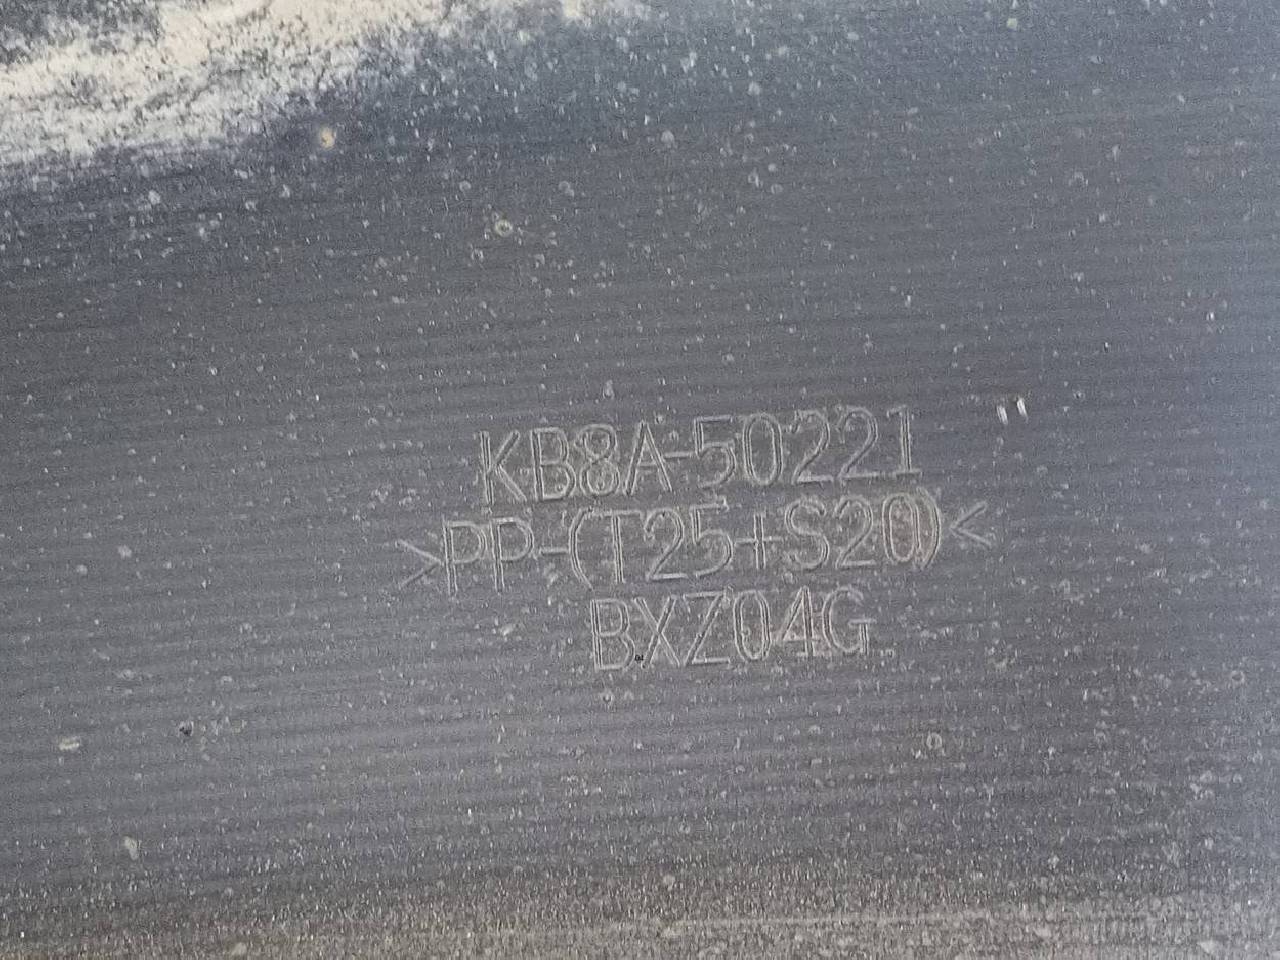 KB8A-50221
>PP-(T25+S20)<
BXZ04G